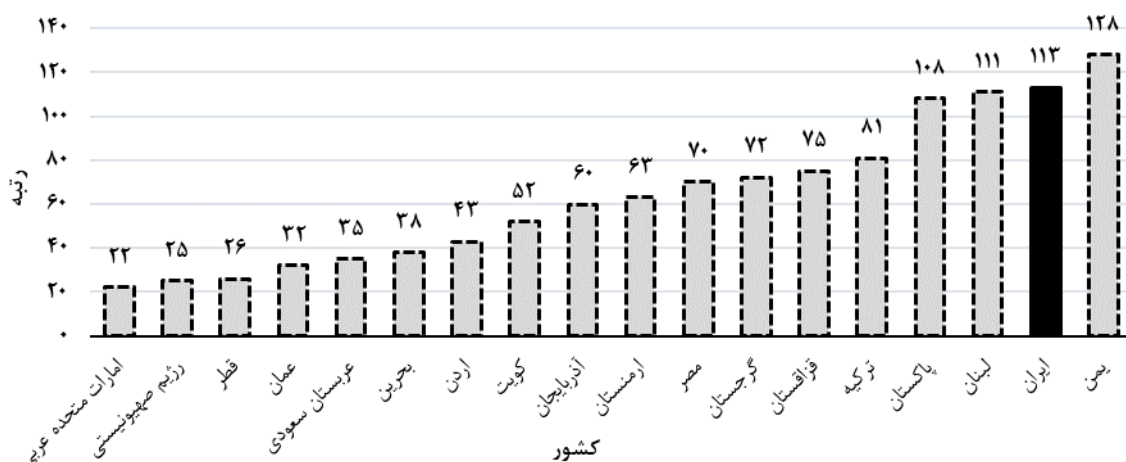 ۱۴۰
۱۲۰
۱۰۰
۸۰
۶۰
۴۰
۲۰
۰
رتبه
۲۲
۲۵
۲۶
۳۲
۳۵
۳۸
۴۳
۵۲
۶۰
۶۳
۷۰
۷۲
۷۵
۸۱
۱۰۸
۱۱۱
۱۱۳
۱۲۸
امارات متحده عربی
رژیم صهیونیستی
قطر
عمان
عربستان سعودی
بحرین
اردن
کویت
آذربایجان
ارمنستان
مصر
گرجستان
قزاقستان
ترکیه
پاکستان
لبنان
ایران
یمن
کشور